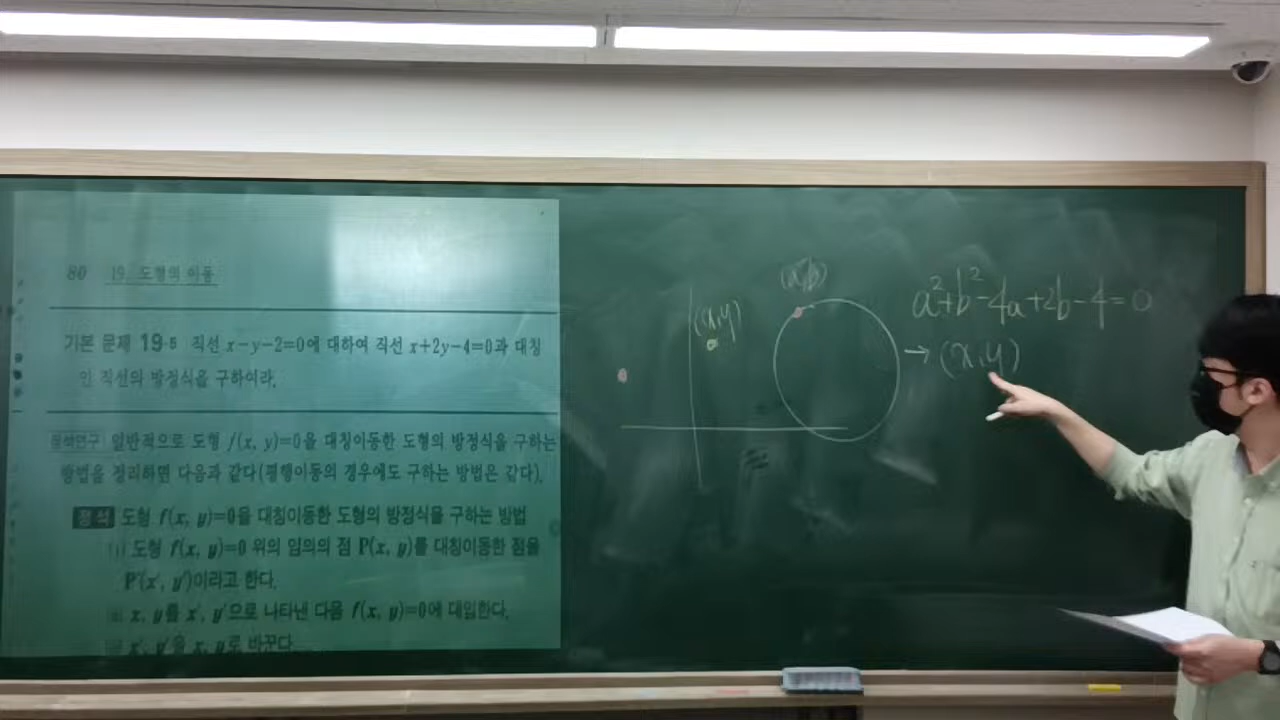 80 19. 도형의 이동
기본 문제 19·5 직선 x-y-2=0에 대하여 직선 x+2y-4=0과 대칭
인 직선의 방정식을 구하여라.
정석연구 일반적으로 도형 f(x, y)=0을 대칭이동한 도형의 방정식을 구하는
방법을 정리하면 다음과 같다(평행이동의 경우에도 구하는 방법은 같다).
정석 도형 f(x, y)=0을 대칭이동한 도형의 방정식을 구하는 방법
(i) 도형 f(x, y)=0 위의 임의의 점 P(x, y)를 대칭이동한 점을
P'(x', y')이라고 한다.
x, y를 x', y'으로 나타낸 다음 f(x, y)=0에 대입한다.
x', y'을 x, y로 바꾼다.
(a,b)
(x,y)
a²+b²-4a+2b-4=0
→(x,y)